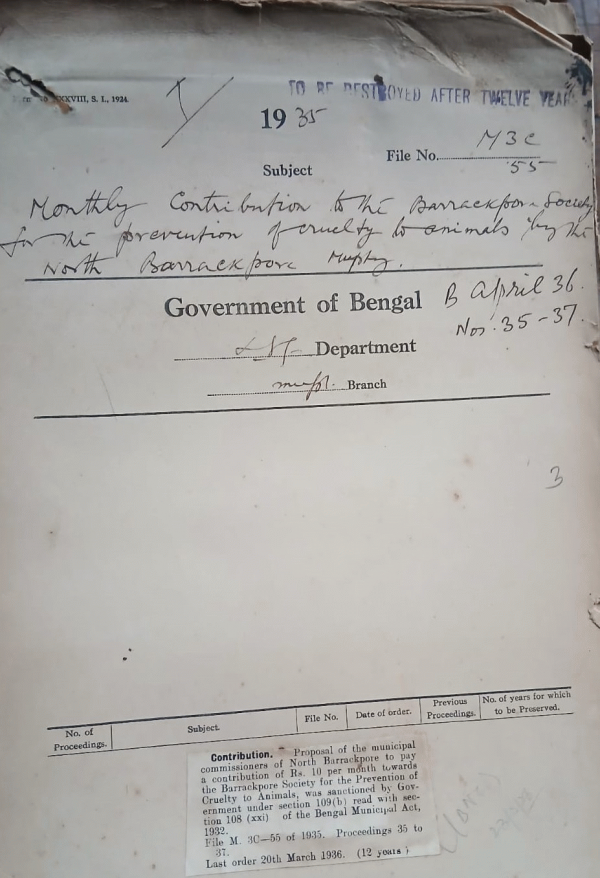 XXVIII, S. I., 1924.
TO BE DESTROYED AFTER TWELVE YEAR
1935
File No. M3C
55
Subject
Monthly Contribution to the Barrackpore Society
for the prevention of cruelty to animals by the
North Barrackpore Muplty.
Government of Bengal
B April 36.
Nos. 35-37.
Department
Branch
3
No. of Proceedings.
Subject.
File No.
Date of order.
Previous Proceedings.
No. of years for which to be Preserved.
Contribution. – Proposal of the municipal
commissioners of North Barrackpore to pay
a contribution of Rs. 10 per month towards
the Barrackpore Society for the Prevention of
Cruelty to Animals, was sanctioned by Gov-
ernment under section 109(b) read with sec-
tion 108 (xxi) of the Bengal Municipal Act,
1932.
File M. 3C—55 of 1935. Proceedings 35 to
37.
Last order 20th March 1936. (12 years)